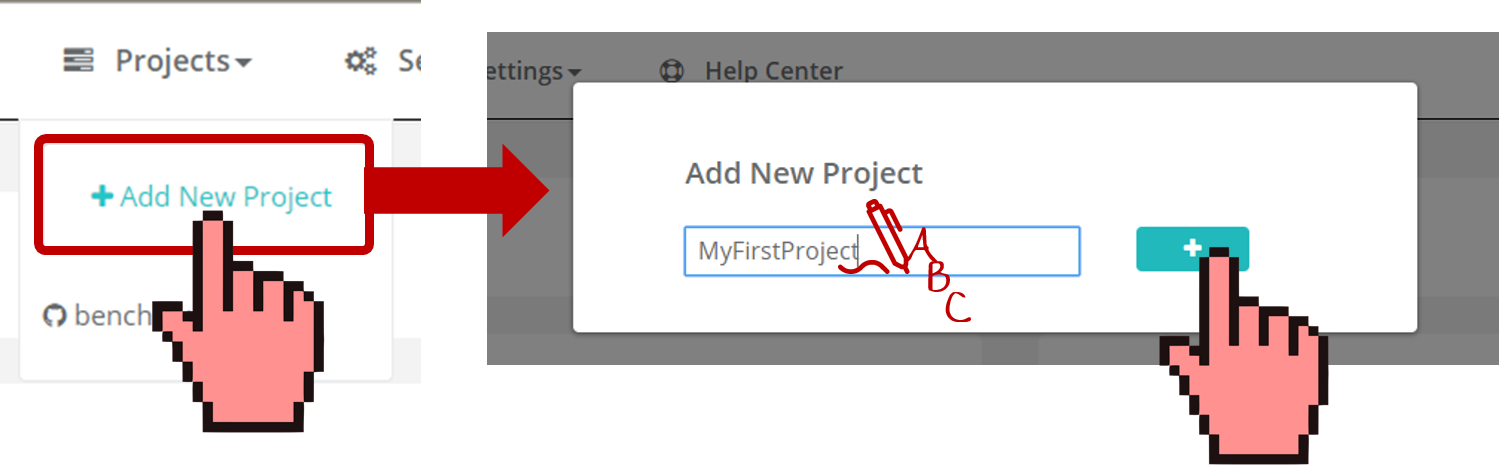 Projects
Se
+ Add New Project
bench
ettings
Help Center
Add New Project
MyFirstProject
A
B
C
+